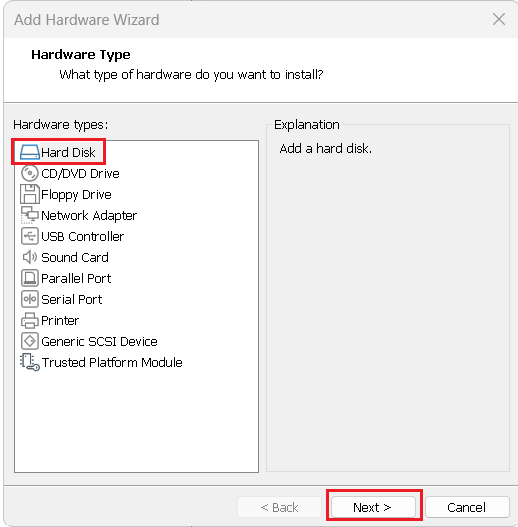 Add Hardware Wizard
Hardware Type
What type of hardware do you want to install?
Hardware types:
Hard Disk
CD/DVD Drive
Floppy Drive
Network Adapter
USB Controller
Sound Card
Parallel Port
Serial Port
Printer
Generic SCSI Device
Trusted Platform Module
Explanation
Add a hard disk.
< Back
Next >
Cancel